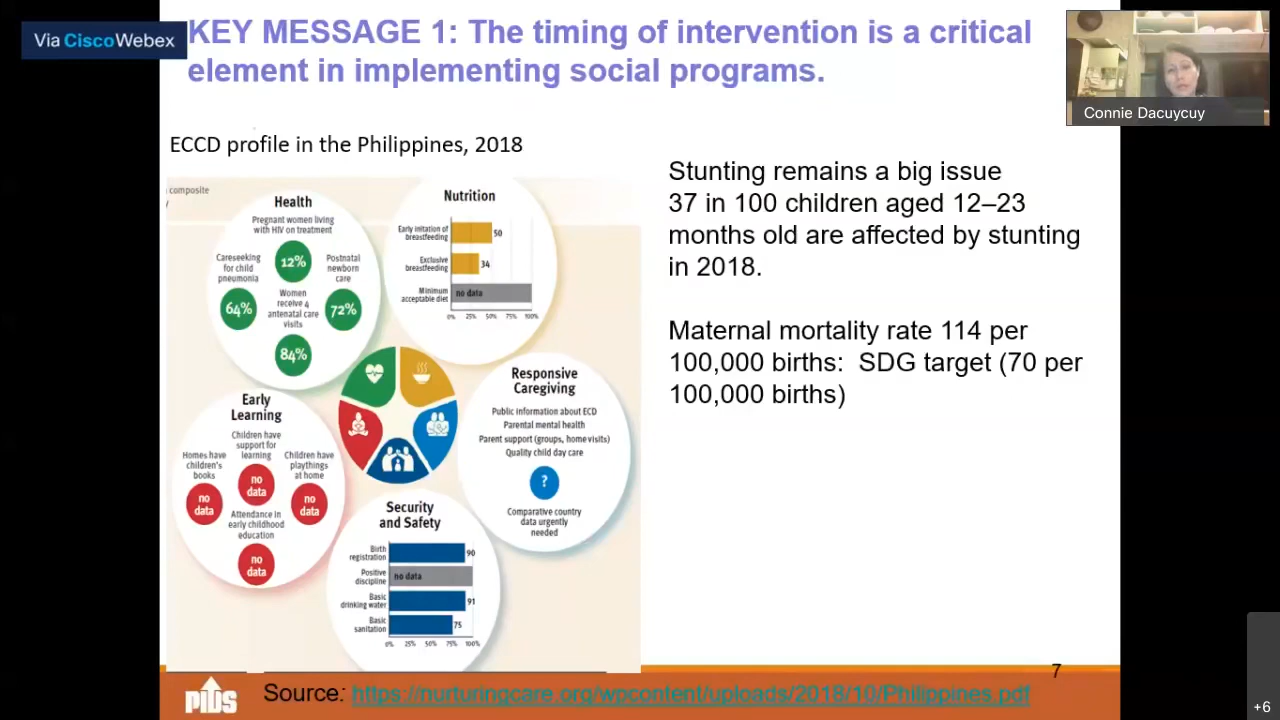 Via CiscoWebex
KEY MESSAGE 1: The timing of intervention is a critical
element in implementing social programs.
Connie Dacuycuy
ECCD profile in the Philippines, 2018
composite
Health
Pregnant women living
with HIV on treatment
12%
Careseeking
for child
pneumonia
64%
Postnatal
newborn
care
72%
Women
receive 4
antenatal care
visits
84%
Nutrition
Early initation of
breastfeeding
50
Exclusive
breastfeeding
34
Minimum
acceptable diet
no data
0% 25% 50% 75% 100%
Responsive
Caregiving
Public information about ECD
Parental mental health
Parent support (groups, home visits)
Quality child day care
?
Comparative country
data urgently
needed
Early
Learning
Children have
support for
learning
no
data
Homes have
children's
books
no
data
Children have
playthings
at home
no
data
Attendance in
early childhood
education
no
data
Security
and Safety
Birth
registration
90
Positive
discipline
no data
Basic
drinking water
91
Basic
sanitation
75
0% 25% 50% 75% 100%
Stunting remains a big issue
37 in 100 children aged 12–23
months old are affected by stunting
in 2018.
Maternal mortality rate 114 per
100,000 births: SDG target (70 per
100,000 births)
7
PIDS
Source: https://nurturingcare.org/wpcontent/uploads/2018/10/Philippines.pdf
+6